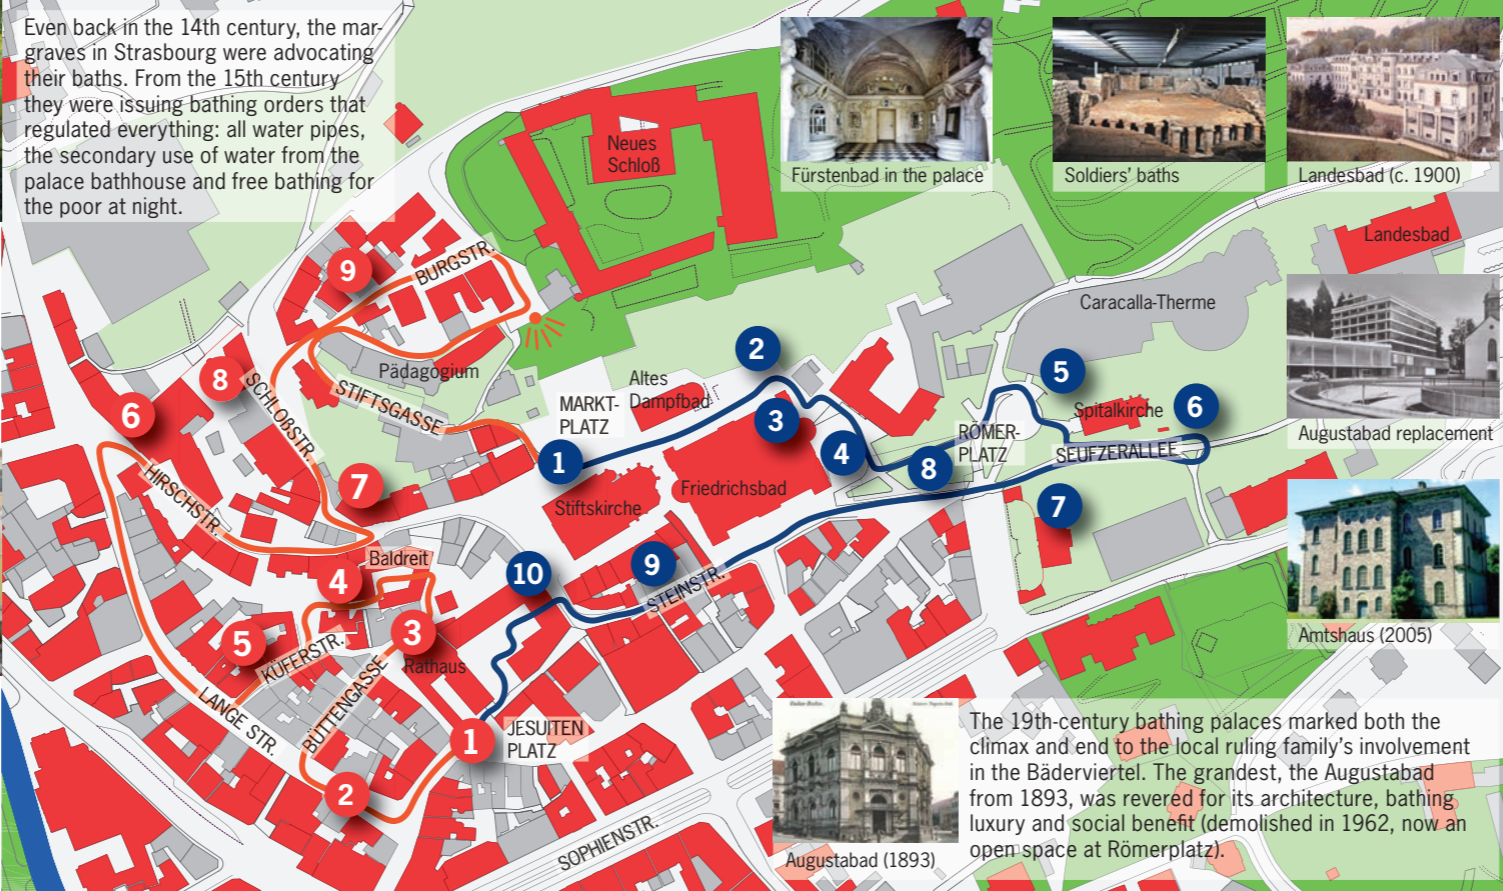 Even back in the 14th century, the mar-
graves in Strasbourg were advocating
their baths. From the 15th century
they were issuing bathing orders that
regulated everything: all water pipes,
the secondary use of water from the
palace bathhouse and free bathing for
the poor at night.
Fürstenbad in the palace
Soldiers' baths
Landesbad (c. 1900)
Neues
Schloß
Landesbad
9
BURGSTR.
Caracalla-Therme
Pädagogium
8
SCHLOßSTR.
STIFTSGASSE
6
HIRSCHSTR.
7
MARKT-
PLATZ
1
Altes
Dampfbad
2
3
4
Stiftskirche
Friedrichsbad
RÖMER-
PLATZ
8
5
Spitalkirche
6
SEUFZERALLEE
7
Augustabad replacement
Baldreit
4
10
9
STEINSTR.
5
KÜFERSTR.
3
Rathaus
BUTTENGASSE
LANGE STR.
1
JESUITEN
PLATZ
2
SOPHIENSTR.
Amtshaus (2005)
Augustabad (1893)
The 19th-century bathing palaces marked both the
climax and end to the local ruling family's involvement
in the Bäderviertel. The grandest, the Augustabad
from 1893, was revered for its architecture, bathing
luxury and social benefit (demolished in 1962, now an
open space at Römerplatz).